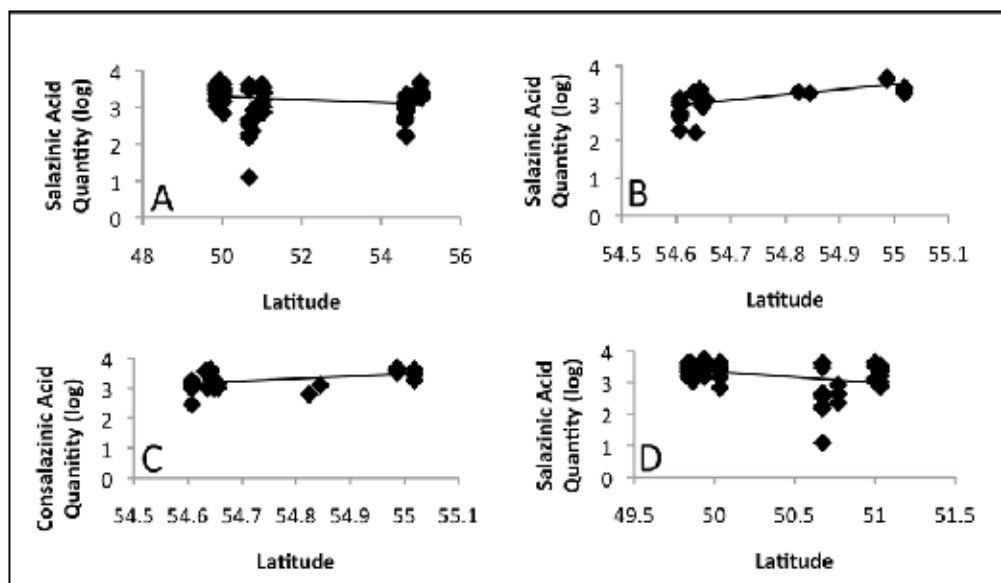 Salazinic Acid
Quantity (log)
4
3
2
1
0
A
48 50 52 54 56
Latitude
Salazinic Acid
Quantity (log)
4
3
2
1
0
B
54.5 54.6 54.7 54.8 54.9 55 55.1
Latitude
Consalazinic Acid
Quanitity (log)
4
3
2
1
0
C
54.5 54.6 54.7 54.8 54.9 55 55.1
Latitude
Salazinic Acid
Quantity (log)
5
4
3
2
1
0
D
49.5 50 50.5 51 51.5
Latitude